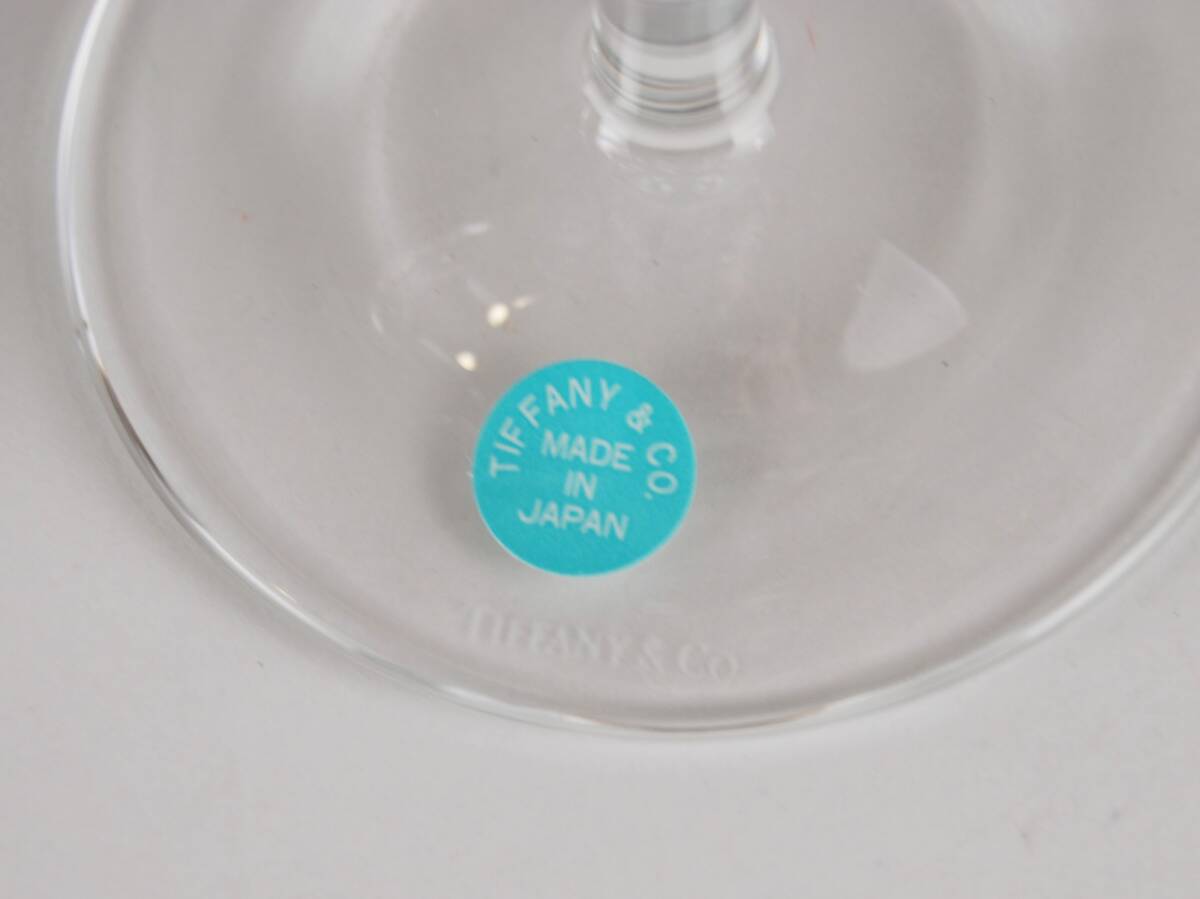 TIFFANY & CO.
MADE
IN
JAPAN
TIFFANY & CO